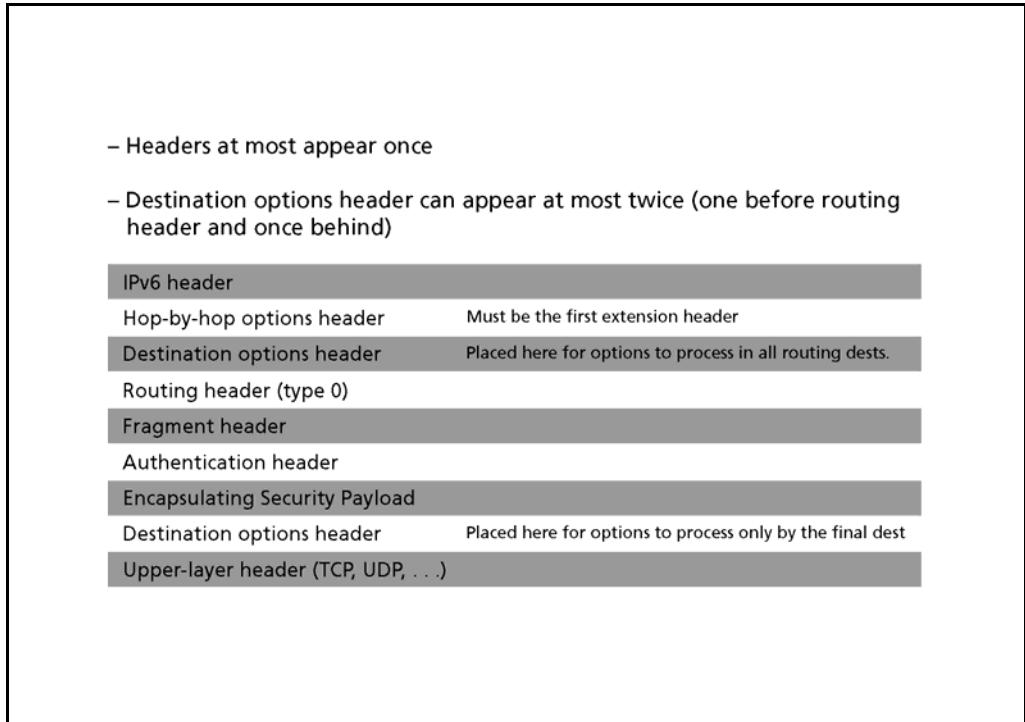 – Headers at most appear once
– Destination options header can appear at most twice (one before routing
header and once behind)
IPv6 header
Hop-by-hop options header Must be the first extension header
Destination options header Placed here for options to process in all routing dests.
Routing header (type 0)
Fragment header
Authentication header
Encapsulating Security Payload
Destination options header Placed here for options to process only by the final dest
Upper-layer header (TCP, UDP, . . .)